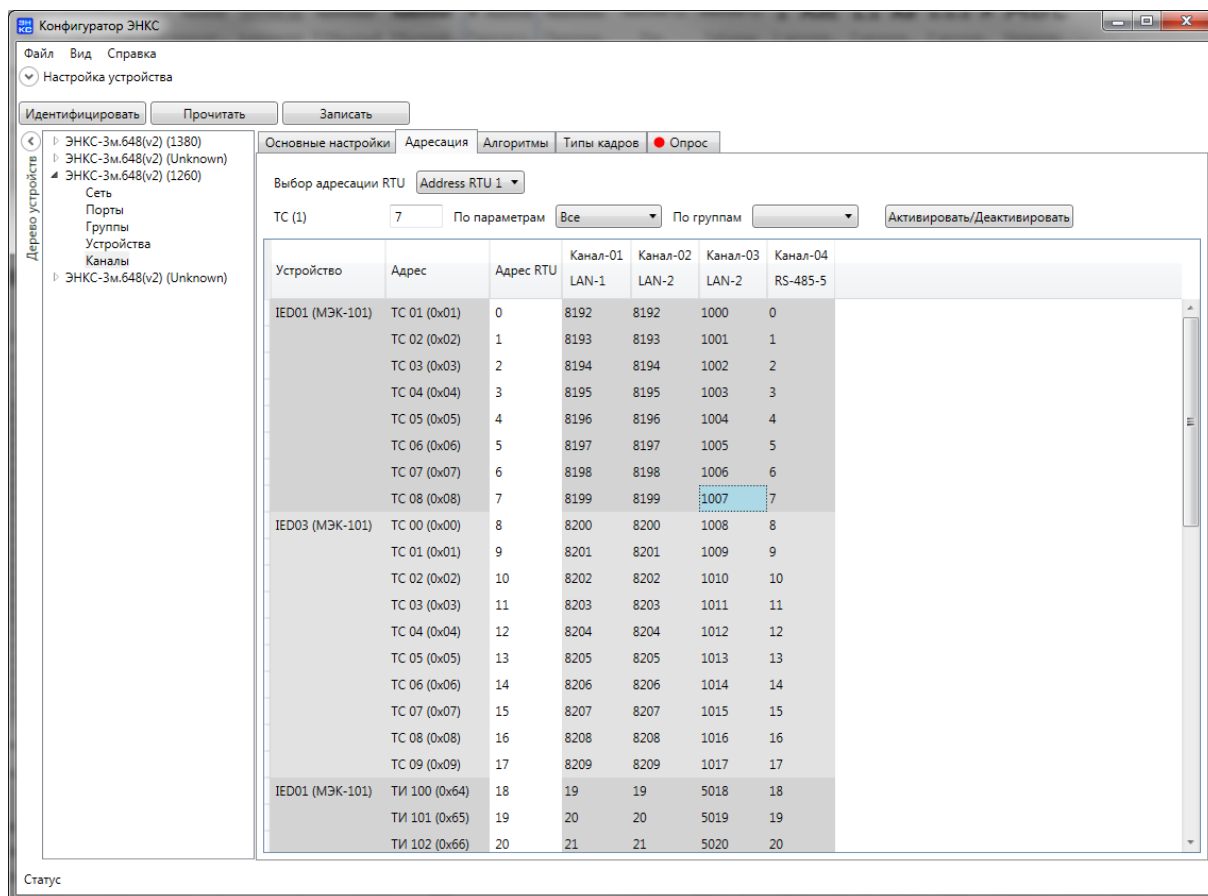 ЭНКС Конфигуратор ЭНКС
Файл Вид Справка
Настройка устройства
Идентифицировать Прочитать Записать
Дерево устройств
ЭНКС-3м.648(v2) (1380)
ЭНКС-3м.648(v2) (Unknown)
ЭНКС-3м.648(v2) (1260)
Сеть
Порты
Группы
Устройства
Каналы
ЭНКС-3м.648(v2) (Unknown)
Основные настройки Адресация Алгоритмы Типы кадров Опрос
Выбор адресации RTU Address RTU 1
ТС (1) 7 По параметрам Все По группам Активировать/Деактивировать
Устройство Адрес Адрес RTU Канал-01 Канал-02 Канал-03 Канал-04
LAN-1 LAN-2 LAN-2 RS-485-5
IED01 (МЭК-101) ТС 01 (0x01) 0 8192 8192 1000 0
ТС 02 (0x02) 1 8193 8193 1001 1
ТС 03 (0x03) 2 8194 8194 1002 2
ТС 04 (0x04) 3 8195 8195 1003 3
ТС 05 (0x05) 4 8196 8196 1004 4
ТС 06 (0x06) 5 8197 8197 1005 5
ТС 07 (0x07) 6 8198 8198 1006 6
ТС 08 (0x08) 7 8199 8199 1007 7
IED03 (МЭК-101) ТС 00 (0x00) 8 8200 8200 1008 8
ТС 01 (0x01) 9 8201 8201 1009 9
ТС 02 (0x02) 10 8202 8202 1010 10
ТС 03 (0x03) 11 8203 8203 1011 11
ТС 04 (0x04) 12 8204 8204 1012 12
ТС 05 (0x05) 13 8205 8205 1013 13
ТС 06 (0x06) 14 8206 8206 1014 14
ТС 07 (0x07) 15 8207 8207 1015 15
ТС 08 (0x08) 16 8208 8208 1016 16
ТС 09 (0x09) 17 8209 8209 1017 17
IED01 (МЭК-101) ТИ 100 (0x64) 18 19 19 5018 18
ТИ 101 (0x65) 19 20 20 5019 19
ТИ 102 (0x66) 20 21 21 5020 20
Статус